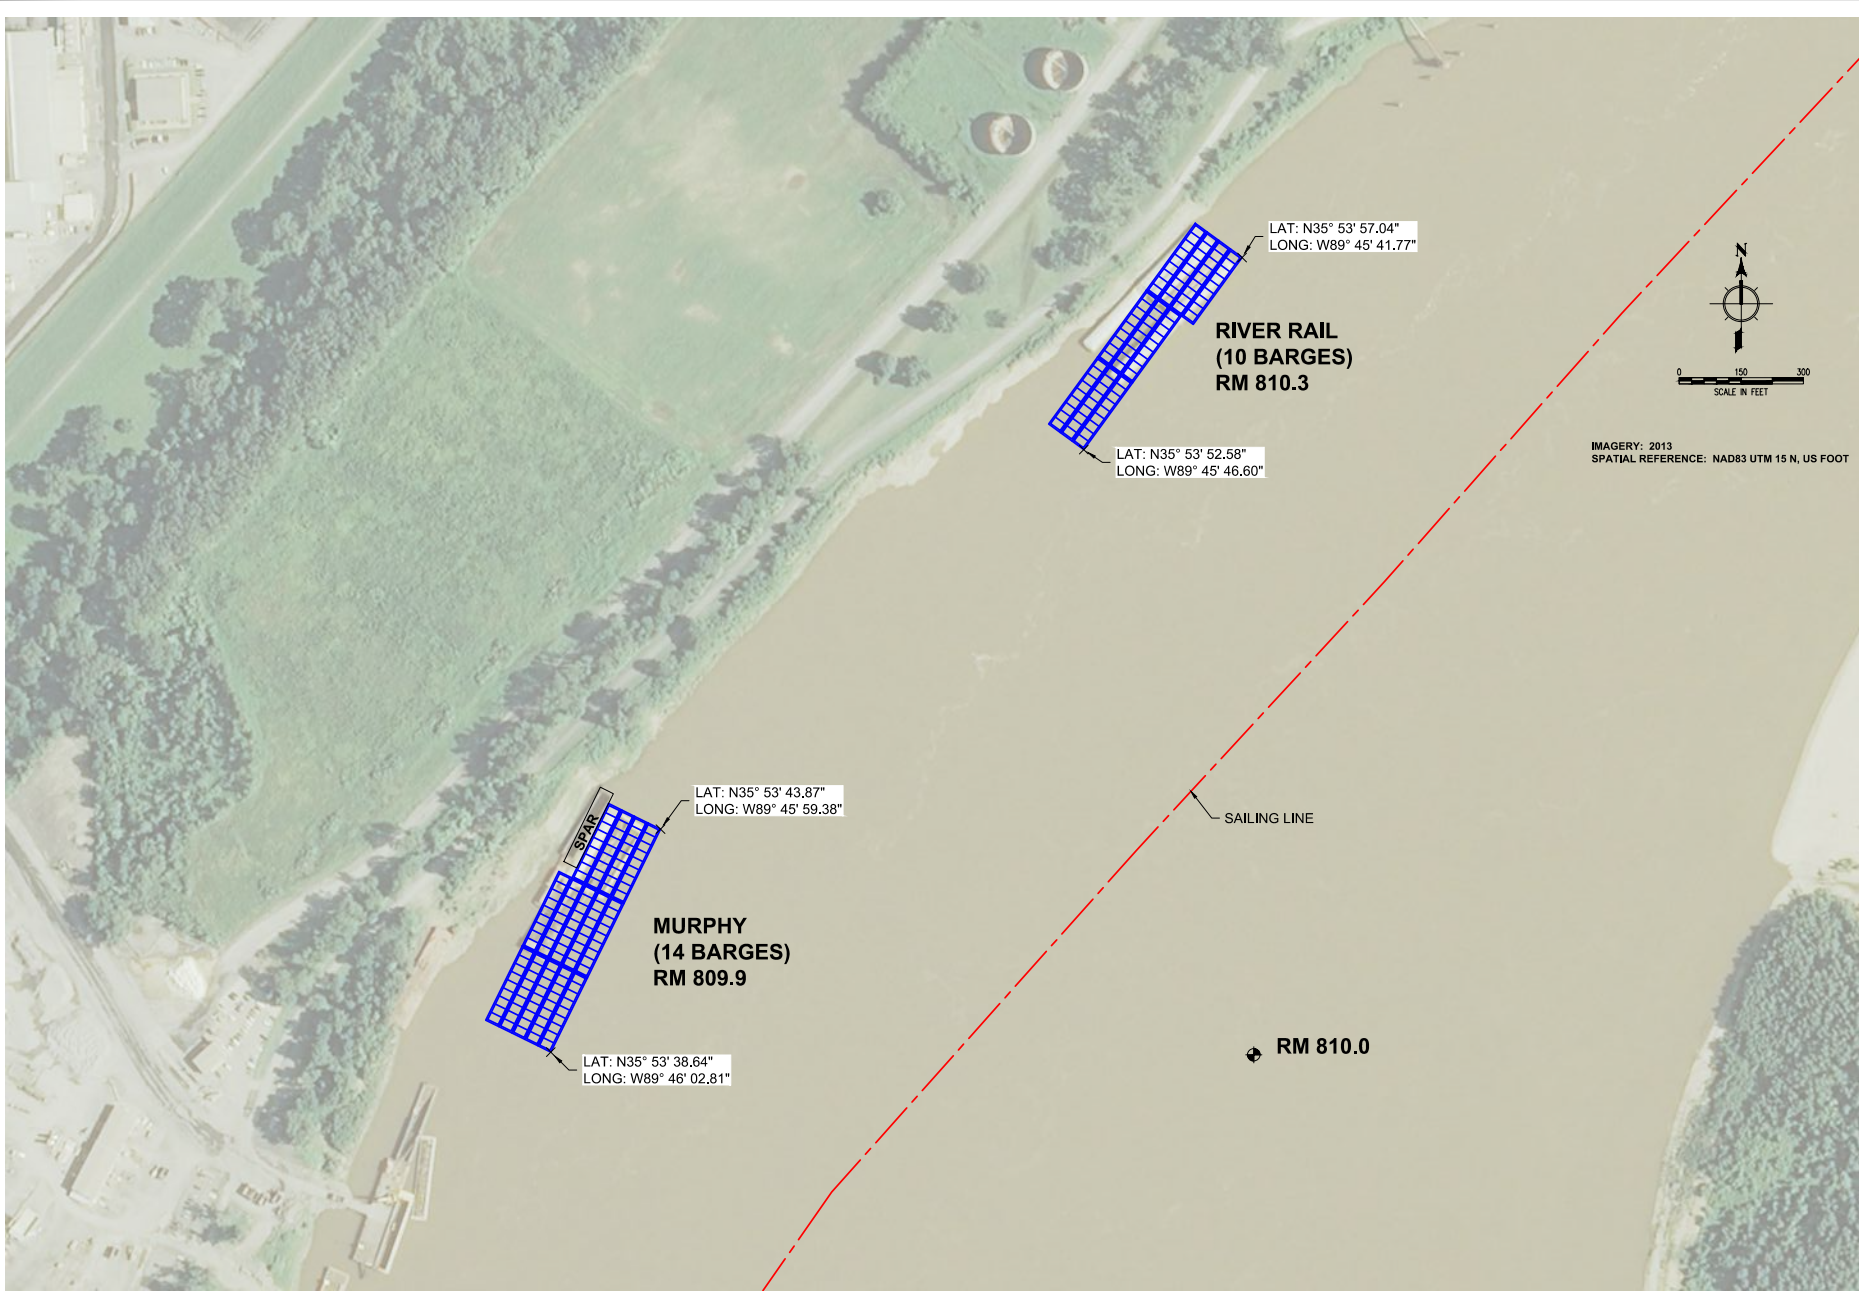 LAT: N35° 53' 57.04"
LONG: W89° 45' 41.77"
N
RIVER RAIL
(10 BARGES)
RM 810.3
0 150 300
SCALE IN FEET
IMAGERY: 2013
SPATIAL REFERENCE: NAD83 UTM 15 N, US FOOT
LAT: N35° 53' 52.58"
LONG: W89° 45' 46.60"
LAT: N35° 53' 43.87"
LONG: W89° 45' 59.38"
SPAR
SAILING LINE
MURPHY
(14 BARGES)
RM 809.9
RM 810.0
LAT: N35° 53' 38.64"
LONG: W89° 46' 02.81"